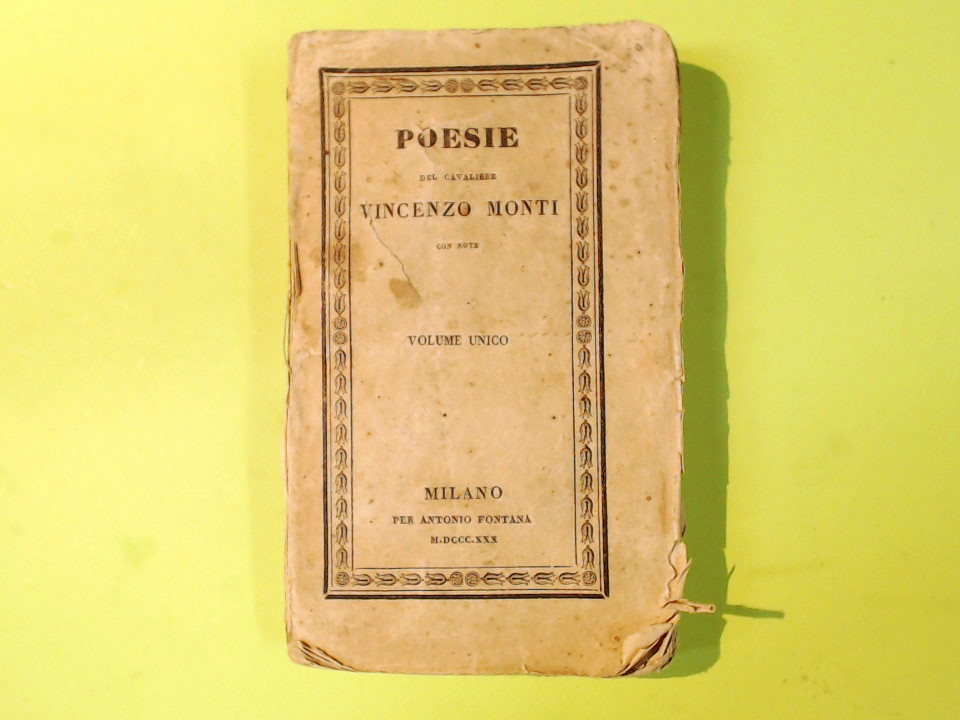 POESIE
DEL CAVALIERE
VINCENZO MONTI
CON NOTE
VOLUME UNICO
MILANO
PER ANTONIO FONTANA
M.DCCC.XXX